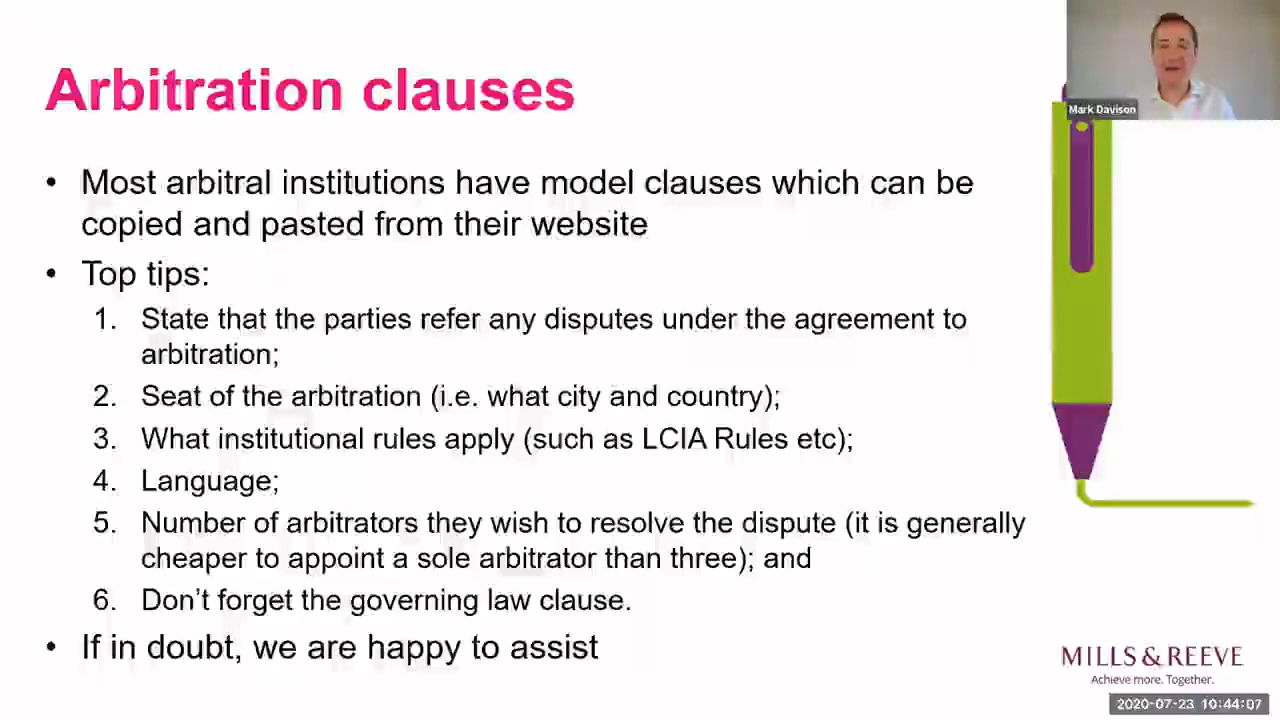 Arbitration clauses
Mark Davison
• Most arbitral institutions have model clauses which can be
copied and pasted from their website
• Top tips:
1. State that the parties refer any disputes under the agreement to
arbitration;
2. Seat of the arbitration (i.e. what city and country);
3. What institutional rules apply (such as LCIA Rules etc);
4. Language;
5. Number of arbitrators they wish to resolve the dispute (it is generally
cheaper to appoint a sole arbitrator than three); and
6. Don’t forget the governing law clause.
• If in doubt, we are happy to assist
MILLS & REEVE
Achieve more. Together.
2020-07-23 10:44:07